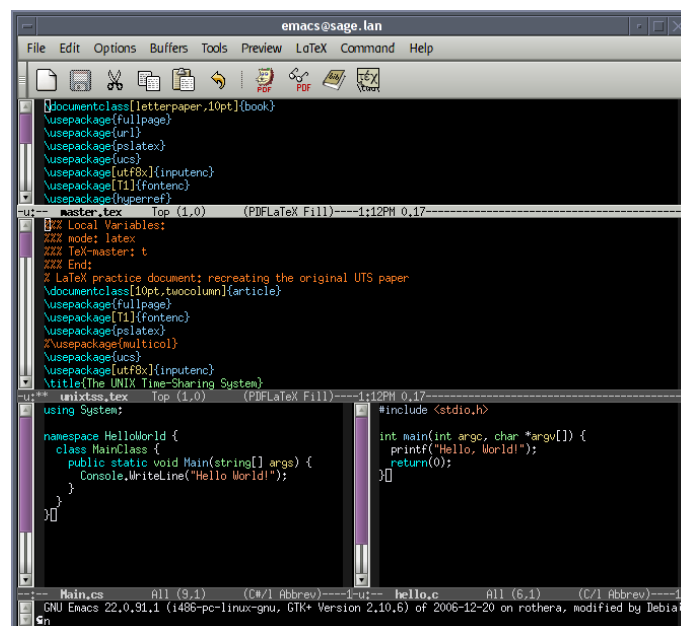 emacs@sage.lan
File Edit Options Buffers Tools Preview LaTeX Command Help
PDF PDF
\documentclass[letterpaper,10pt]{book}
\usepackage{fullpage}
\usepackage{url}
\usepackage{pslatex}
\usepackage{ucs}
\usepackage[utf8x]{inputenc}
\usepackage[T1]{fontenc}
\usepackage{hyperref}
-u:-- master.tex Top (1,0) (PDFLaTeX Fill)----1:12PM 0.17----
%%% Local Variables:
%%% mode: latex
%%% TeX-master: t
%%% End:
% LaTeX practice document: recreating the original UTS paper
\documentclass[10pt,twocolumn]{article}
\usepackage{fullpage}
\usepackage[T1]{fontenc}
\usepackage{pslatex}
%\usepackage{multicol}
\usepackage{ucs}
\usepackage[utf8x]{inputenc}
\title{The UNIX Time-Sharing System}
-u:** unixtss.tex Top (1,0) (PDFLaTeX Fill)----1:12PM 0.17----
using System;
namespace HelloWorld {
class MainClass {
public static void Main(string[] args) {
Console.WriteLine("Hello World!");
}
}
}
--:-- Main.cs All (9,1) (C#/l Abbrev)----1
#include <stdio.h>
int main(int argc, char *argv[]) {
printf("Hello, World!");
return(0);
}
-u:-- hello.c All (6,1) (C/l Abbrev)----1
GNU Emacs 22.0.91.1 (i486-pc-linux-gnu, GTK+ Version 2.10.6) of 2006-12-20 on rothera, modified by Debia